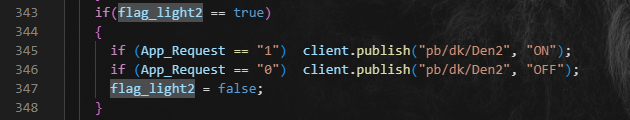 343 if(flag_light2 == true)
344 {
345 if (App_Request == "1") client.publish("pb/dk/Den2", "ON");
346 if (App_Request == "0") client.publish("pb/dk/Den2", "OFF");
347 flag_light2 = false;
348 }